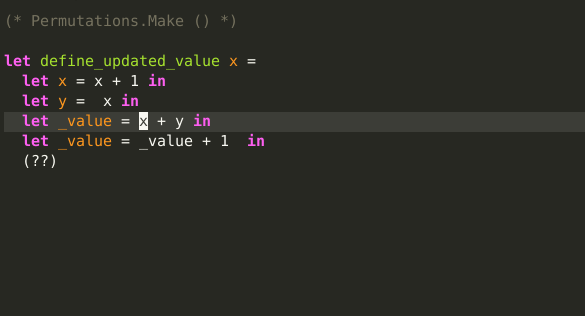 (* Permutations.Make () *)
let define_updated_value x =
let x = x + 1 in
let y =  x in
let _value = x + y in
let _value = _value + 1  in
(??)